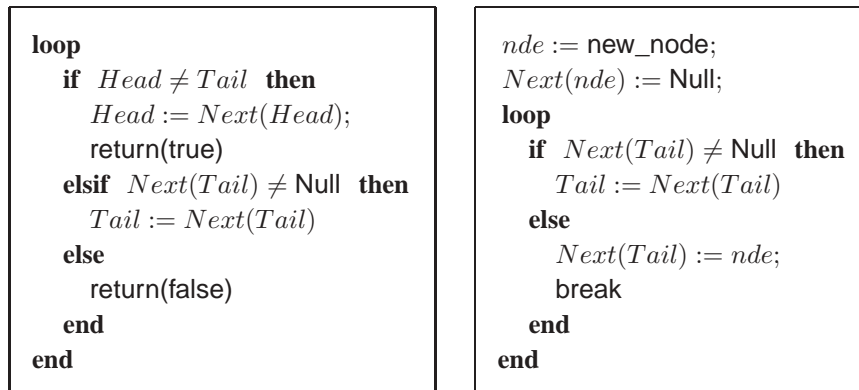 loop
if Head ≠ Tail then
Head := Next(Head);
return(true)
elsif Next(Tail) ≠ Null then
Tail := Next(Tail)
else
return(false)
end
end
nde := new_node;
Next(nde) := Null;
loop
if Next(Tail) ≠ Null then
Tail := Next(Tail)
else
Next(Tail) := nde;
break
end
end